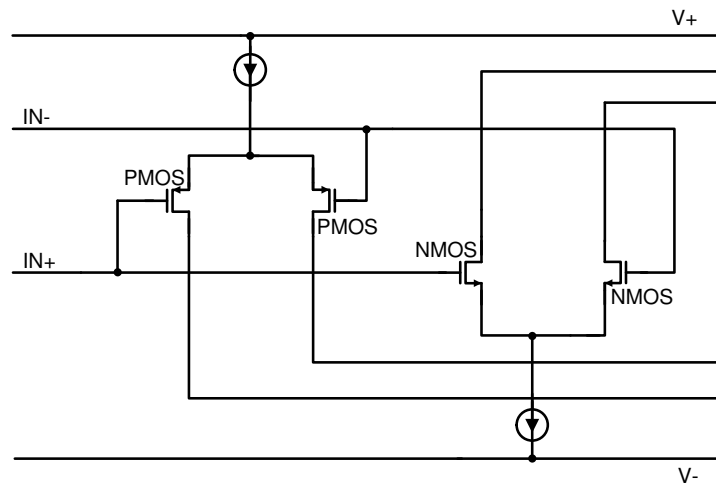 V+
IN-
PMOS
PMOS
NMOS
IN+
NMOS
V-